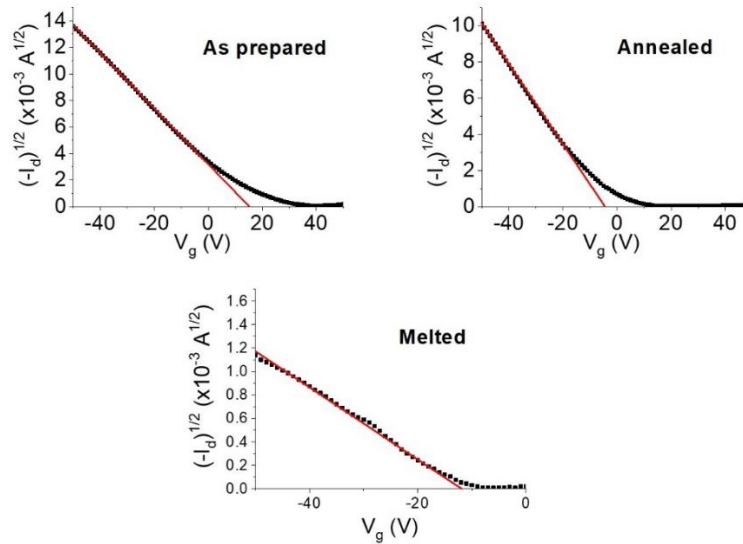 As prepared
(-I_d)^{1/2} (x10^{-3} A^{1/2})
14
12
10
8
6
4
2
0
-40 -20 0 20 40
V_g (V)
Annealed
(-I_d)^{1/2} (x10^{-3} A^{1/2})
10
8
6
4
2
0
-40 -20 0 20 40
V_g (V)
Melted
(-I_d)^{1/2} (x10^{-3} A^{1/2})
1.6
1.4
1.2
1.0
0.8
0.6
0.4
0.2
0.0
-40 -20 0
V_g (V)